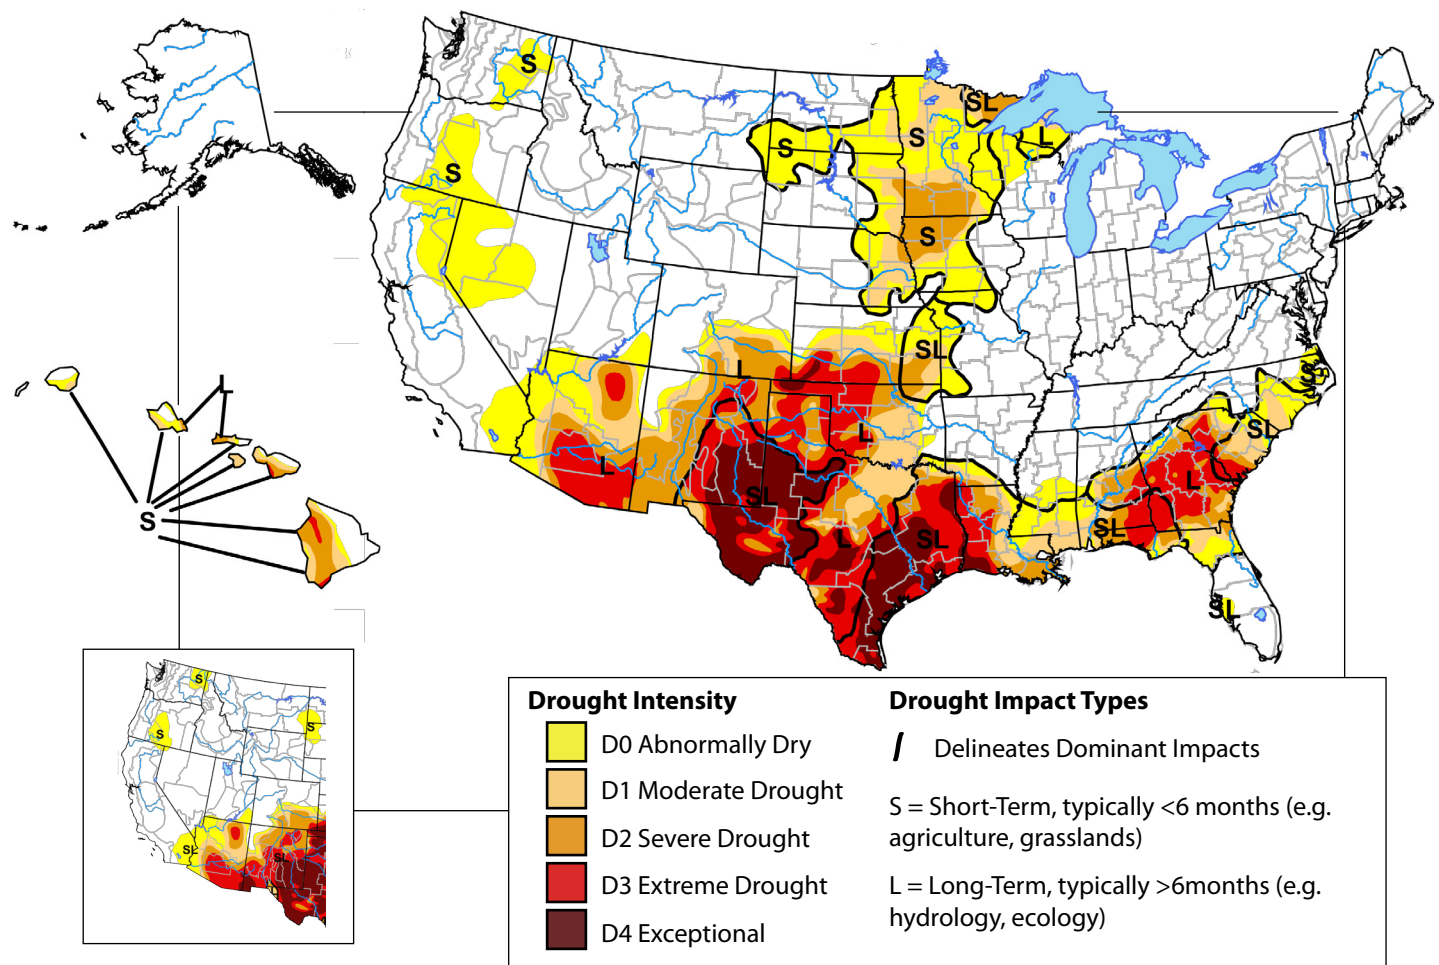 S
S
S
S
SL
L
S
S
SL
S
SL
L
L
L
SL
L
SL
L
SL
SL
L
S
S
S
S
SL
SL
Drought Intensity
D0 Abnormally Dry
D1 Moderate Drought
D2 Severe Drought
D3 Extreme Drought
D4 Exceptional
Drought Impact Types
Delineates Dominant Impacts
S = Short-Term, typically <6 months (e.g.
agriculture, grasslands)
L = Long-Term, typically >6months (e.g.
hydrology, ecology)